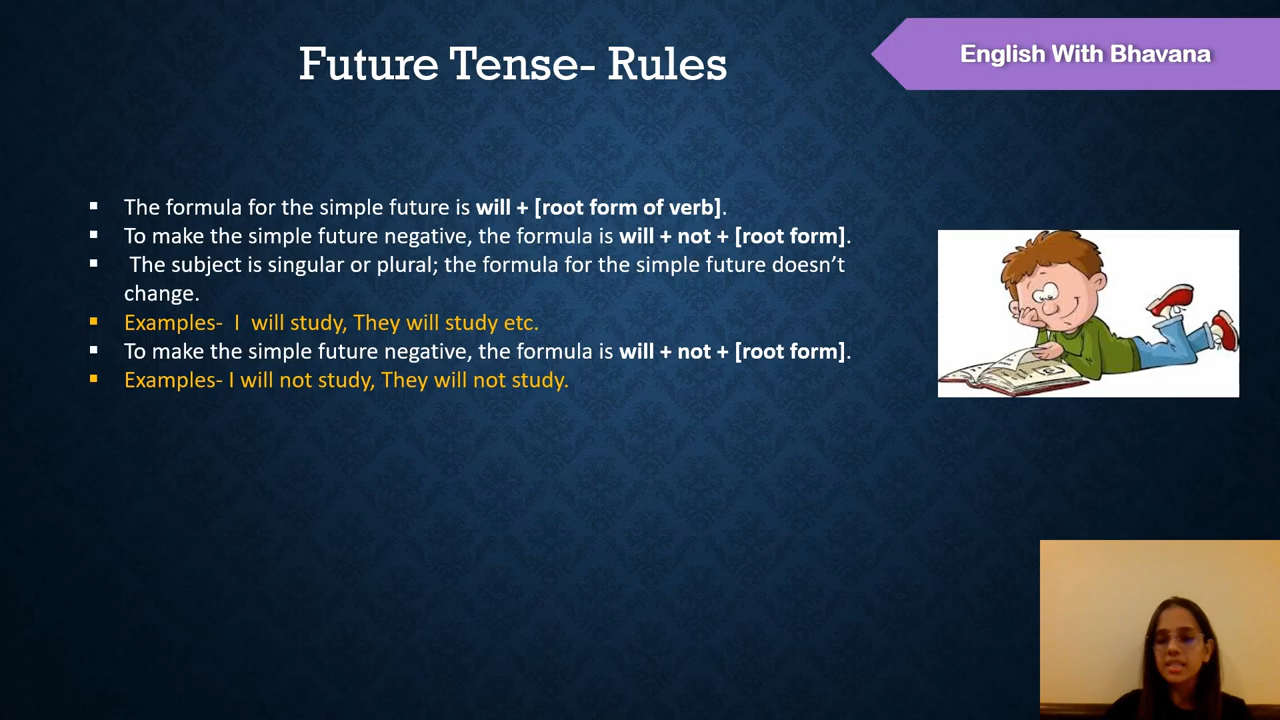 Future Tense- Rules
English With Bhavana
▪ The formula for the simple future is will + [root form of verb].
▪ To make the simple future negative, the formula is will + not + [root form].
▪ The subject is singular or plural; the formula for the simple future doesn’t
change.
▪ Examples- I will study, They will study etc.
▪ To make the simple future negative, the formula is will + not + [root form].
▪ Examples- I will not study, They will not study.